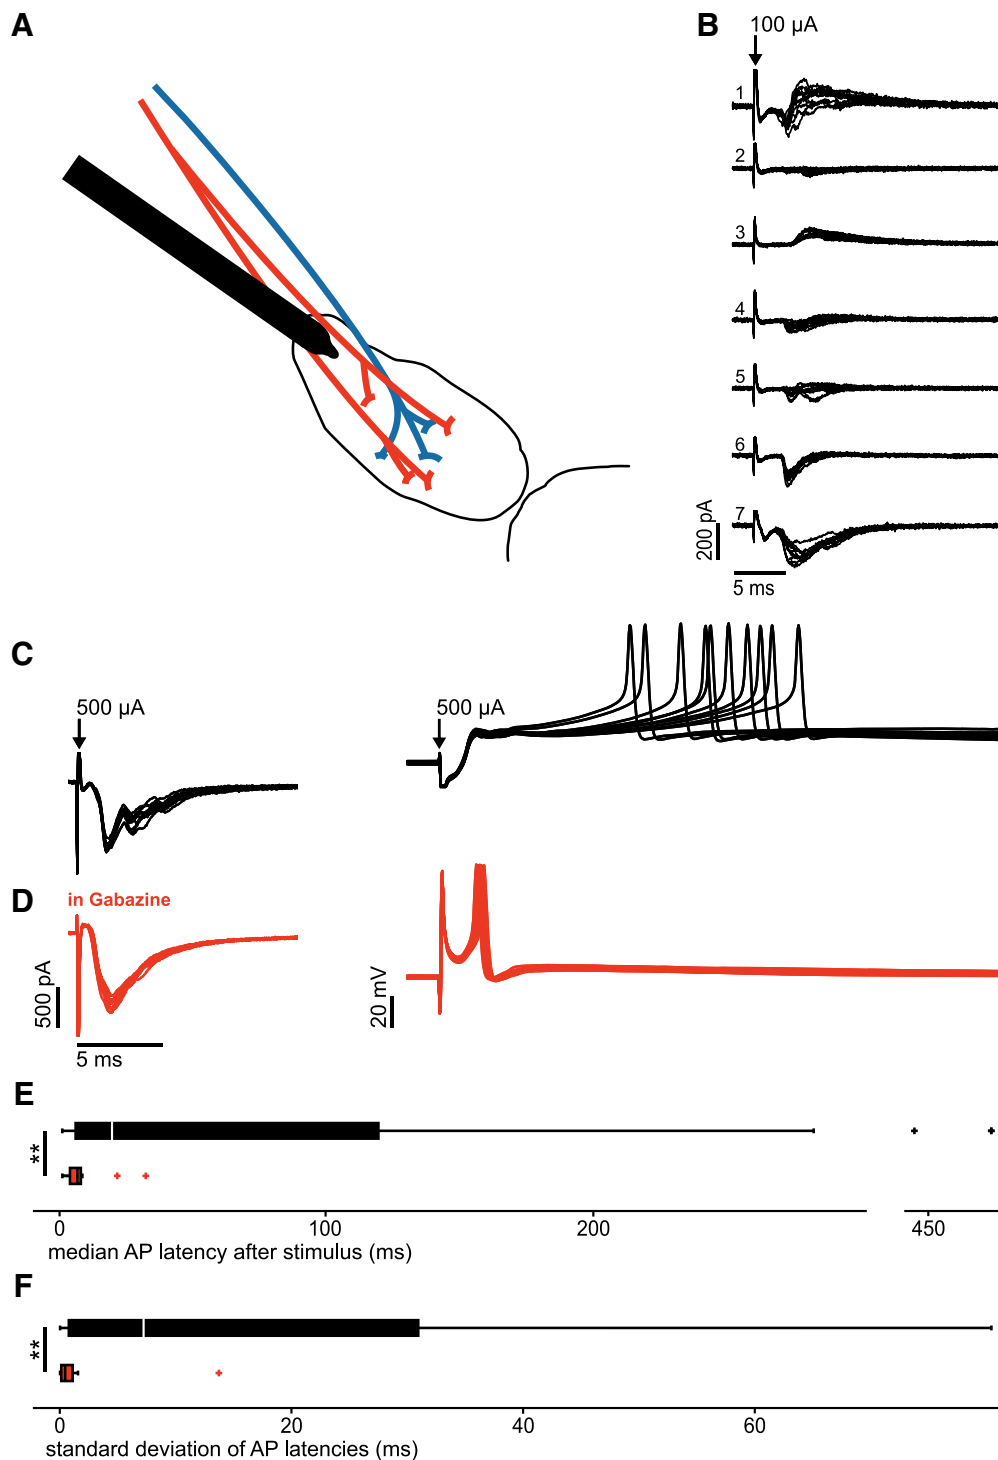 A
B
100 µA
1
2
3
4
5
6
7
200 pA
5 ms
C
500 µA
500 µA
D
in Gabazine
500 pA
5 ms
20 mV
E
**
0
100
200
450
median AP latency after stimulus (ms)
F
**
0
20
40
60
standard deviation of AP latencies (ms)